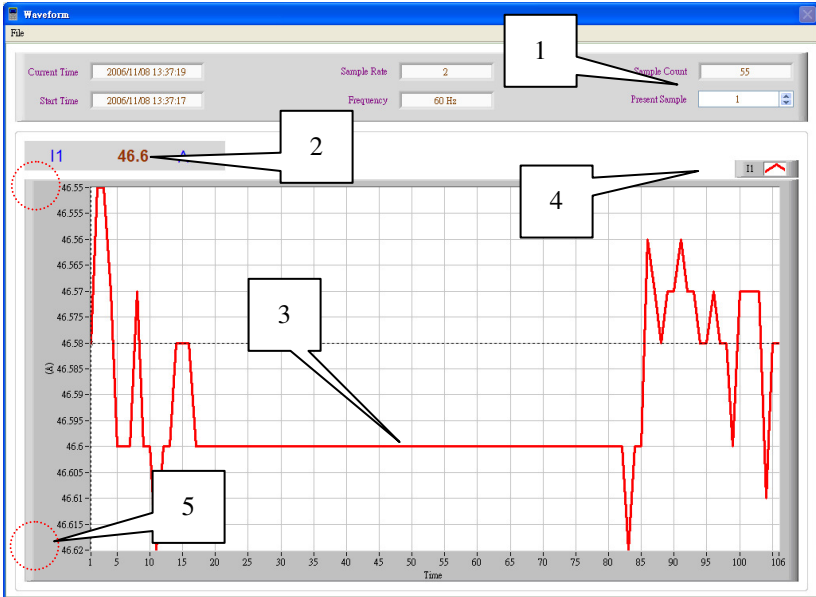 Waveform
File
Current Time 2006/11/08 13:37:19 Sample Rate 2 Sample Count 55
Start Time 2006/11/08 13:37:17 Frequency 60 Hz Present Sample 1
1
I1 46.6 A
2
I1
4
46.55
46.555
46.56
46.565
46.57
46.575
46.58
46.585
46.59
46.595
46.6
46.605
46.61
46.615
46.62
(A)
3
5
1 5 10 15 20 25 30 35 40 45 50 55 60 65 70 75 80 85 90 95 100 106
Time